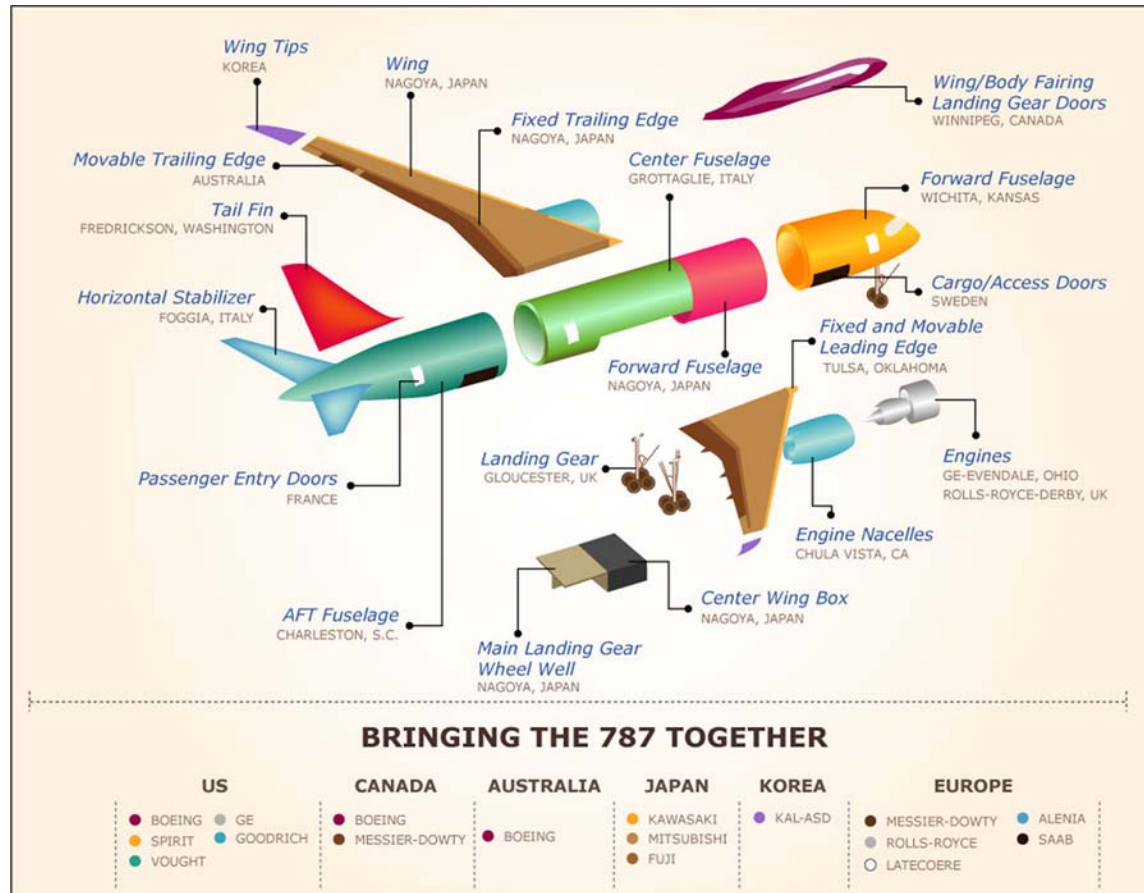 Wing Tips
KOREA
Wing
NAGOYA, JAPAN
Wing/Body Fairing
Landing Gear Doors
WINNIPEG, CANADA
Fixed Trailing Edge
NAGOYA, JAPAN
Movable Trailing Edge
AUSTRALIA
Center Fuselage
GROTTAGLIE, ITALY
Forward Fuselage
WICHITA, KANSAS
Tail Fin
FREDRICKSON, WASHINGTON
Cargo/Access Doors
SWEDEN
Horizontal Stabilizer
FOGGIA, ITALY
Fixed and Movable
Leading Edge
TULSA, OKLAHOMA
Forward Fuselage
NAGOYA, JAPAN
Passenger Entry Doors
FRANCE
Landing Gear
GLOUCESTER, UK
Engines
GE-EVENDALE, OHIO
ROLLS-ROYCE-DERBY, UK
Engine Nacelles
CHULA VISTA, CA
AFT Fuselage
CHARLESTON, S.C.
Center Wing Box
NAGOYA, JAPAN
Main Landing Gear
Wheel Well
NAGOYA, JAPAN
BRINGING THE 787 TOGETHER
US
BOEING
SPIRIT
VOUGHT
GE
GOODRICH
CANADA
BOEING
MESSIER-DOWTY
AUSTRALIA
BOEING
JAPAN
KAWASAKI
MITSUBISHI
FUJI
KOREA
KAL-ASD
EUROPE
MESSIER-DOWTY
ROLLS-ROYCE
LATECOERE
ALENIA
SAAB